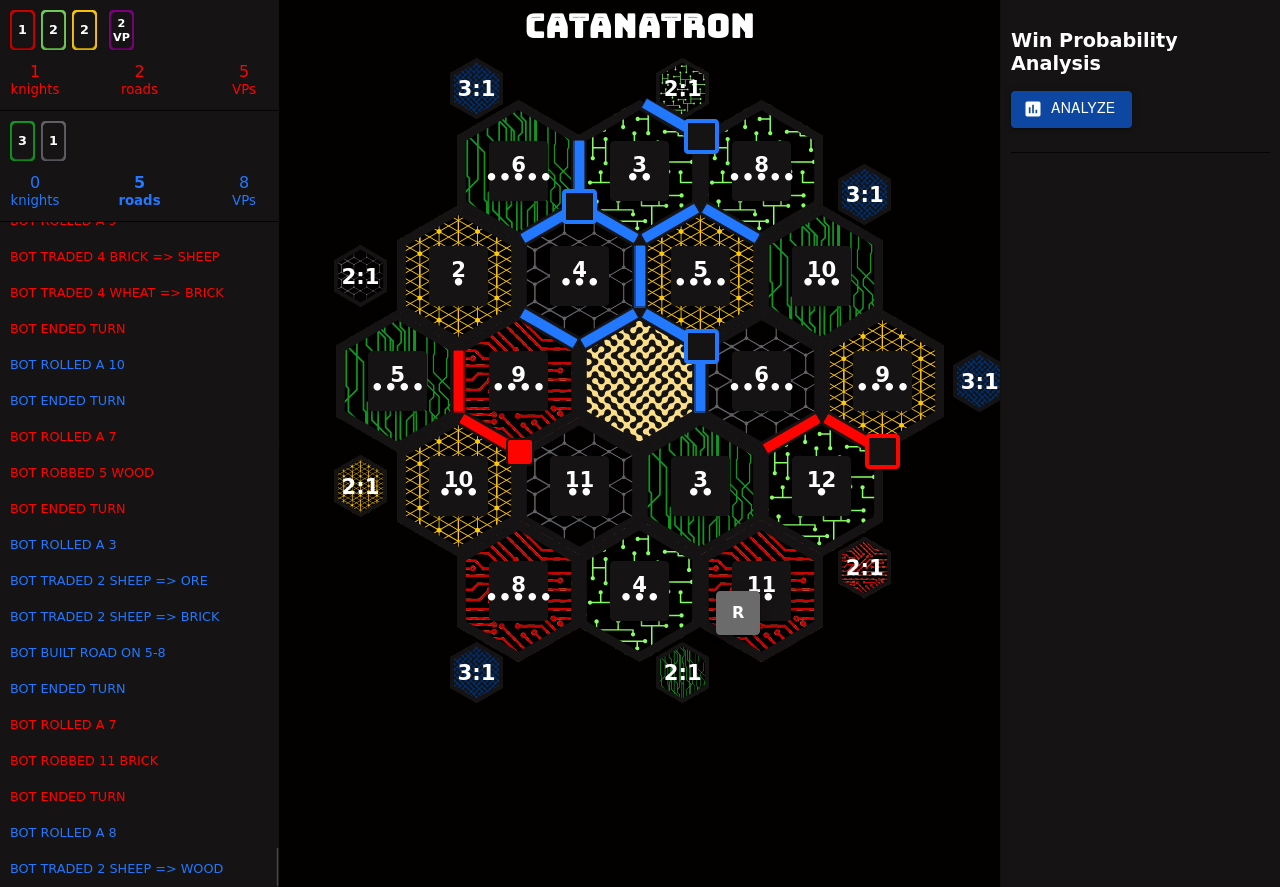 1 2 2 2 VP
1 2 5
knights roads VPs
3 1
0 5 8
knights roads VPs
BOT ROLLED A 9
BOT TRADED 4 BRICK => SHEEP
BOT TRADED 4 WHEAT => BRICK
BOT ENDED TURN
BOT ROLLED A 10
BOT ENDED TURN
BOT ROLLED A 7
BOT ROBBED 5 WOOD
BOT ENDED TURN
BOT ROLLED A 3
BOT TRADED 2 SHEEP => ORE
BOT TRADED 2 SHEEP => BRICK
BOT BUILT ROAD ON 5-8
BOT ENDED TURN
BOT ROLLED A 7
BOT ROBBED 11 BRICK
BOT ENDED TURN
BOT ROLLED A 8
BOT TRADED 2 SHEEP => WOOD
CATANATRON
3:1 2:1
6 3 8
3:1
2:1 2 4 5 10
5 9 6 9 3:1
2:1 10 11 3 12
2:1
8 4 11
R
3:1 2:1
Win Probability
Analysis
ANALYZE